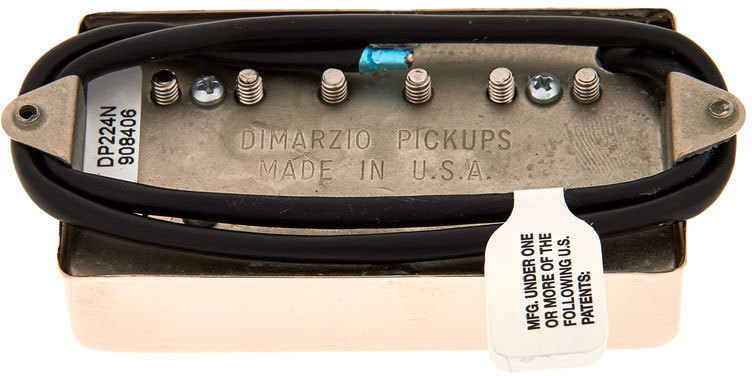 DP224N
908406
DIMARZIO PICKUPS
MADE IN U.S.A.
MFG. UNDER ONE
OR MORE OF THE
FOLLOWING U.S.
PATENTS: